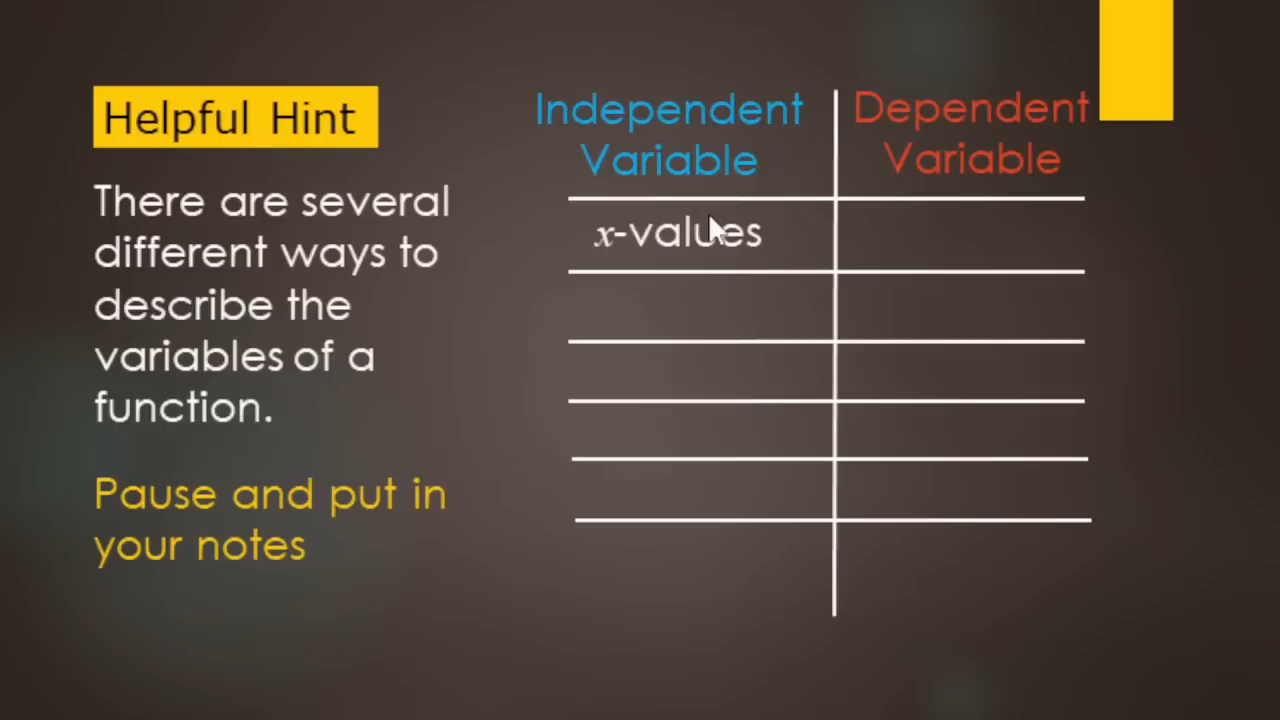 Helpful Hint
There are several
different ways to
describe the
variables of a
function.
Pause and put in
your notes
Independent
Variable
Dependent
Variable
x-values